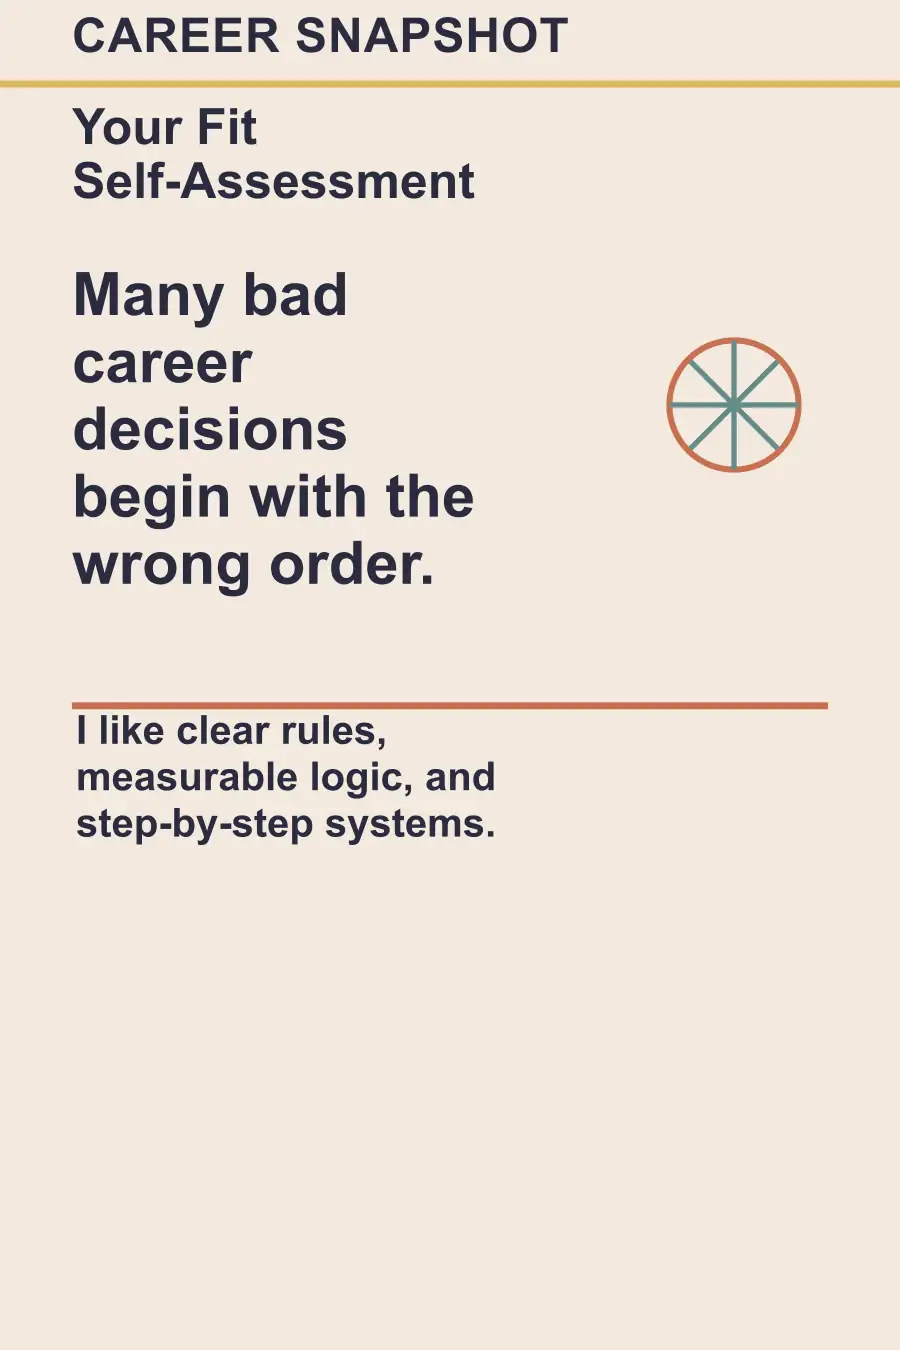 CAREER SNAPSHOT
Your Fit
Self-Assessment
Many bad
career
decisions
begin with the
wrong order.
I like clear rules,
measurable logic, and
step-by-step systems.